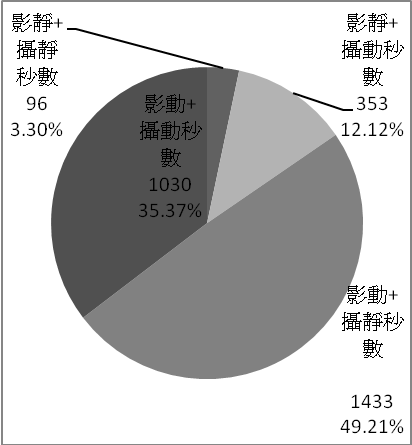 影靜+
攝靜
秒數
96
3.30%
影靜+
攝動秒
數
353
12.12%
影動+
攝動秒
數
1030
35.37%
影動+
攝靜秒
數
1433
49.21%